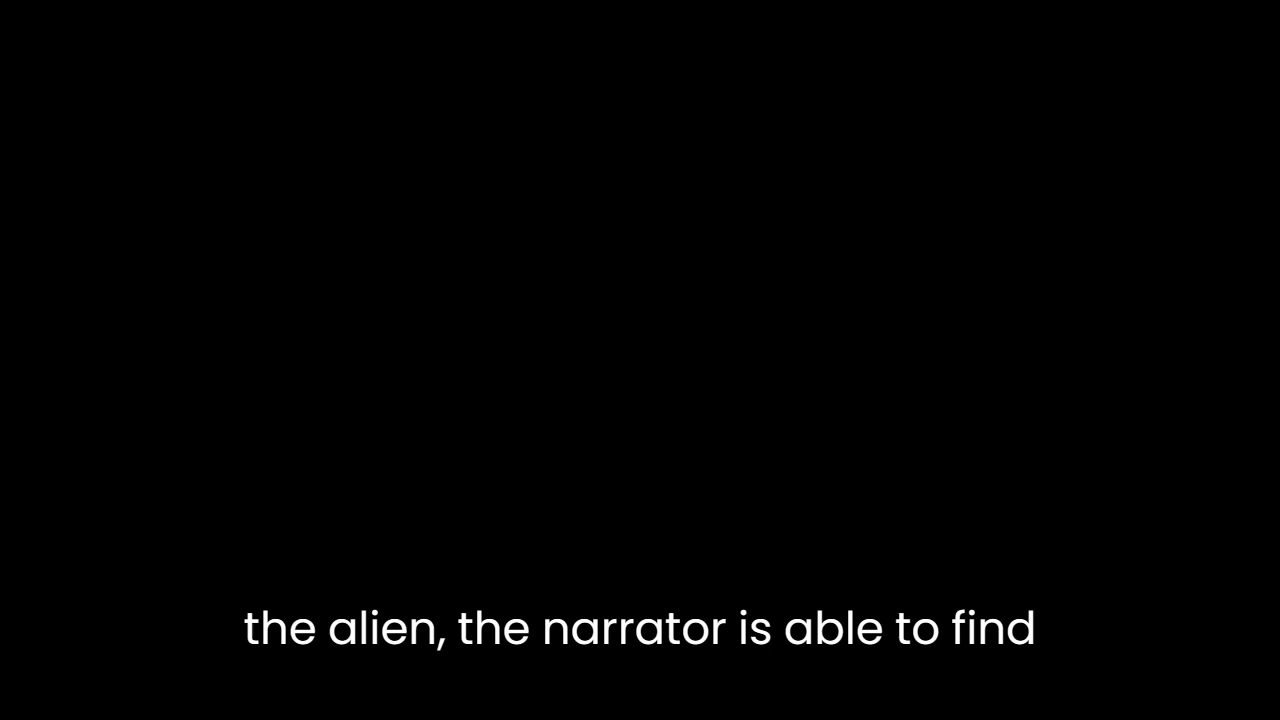 the alien, the narrator is able to find